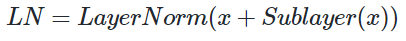 LN = LayerNorm(x + Sublayer(x))